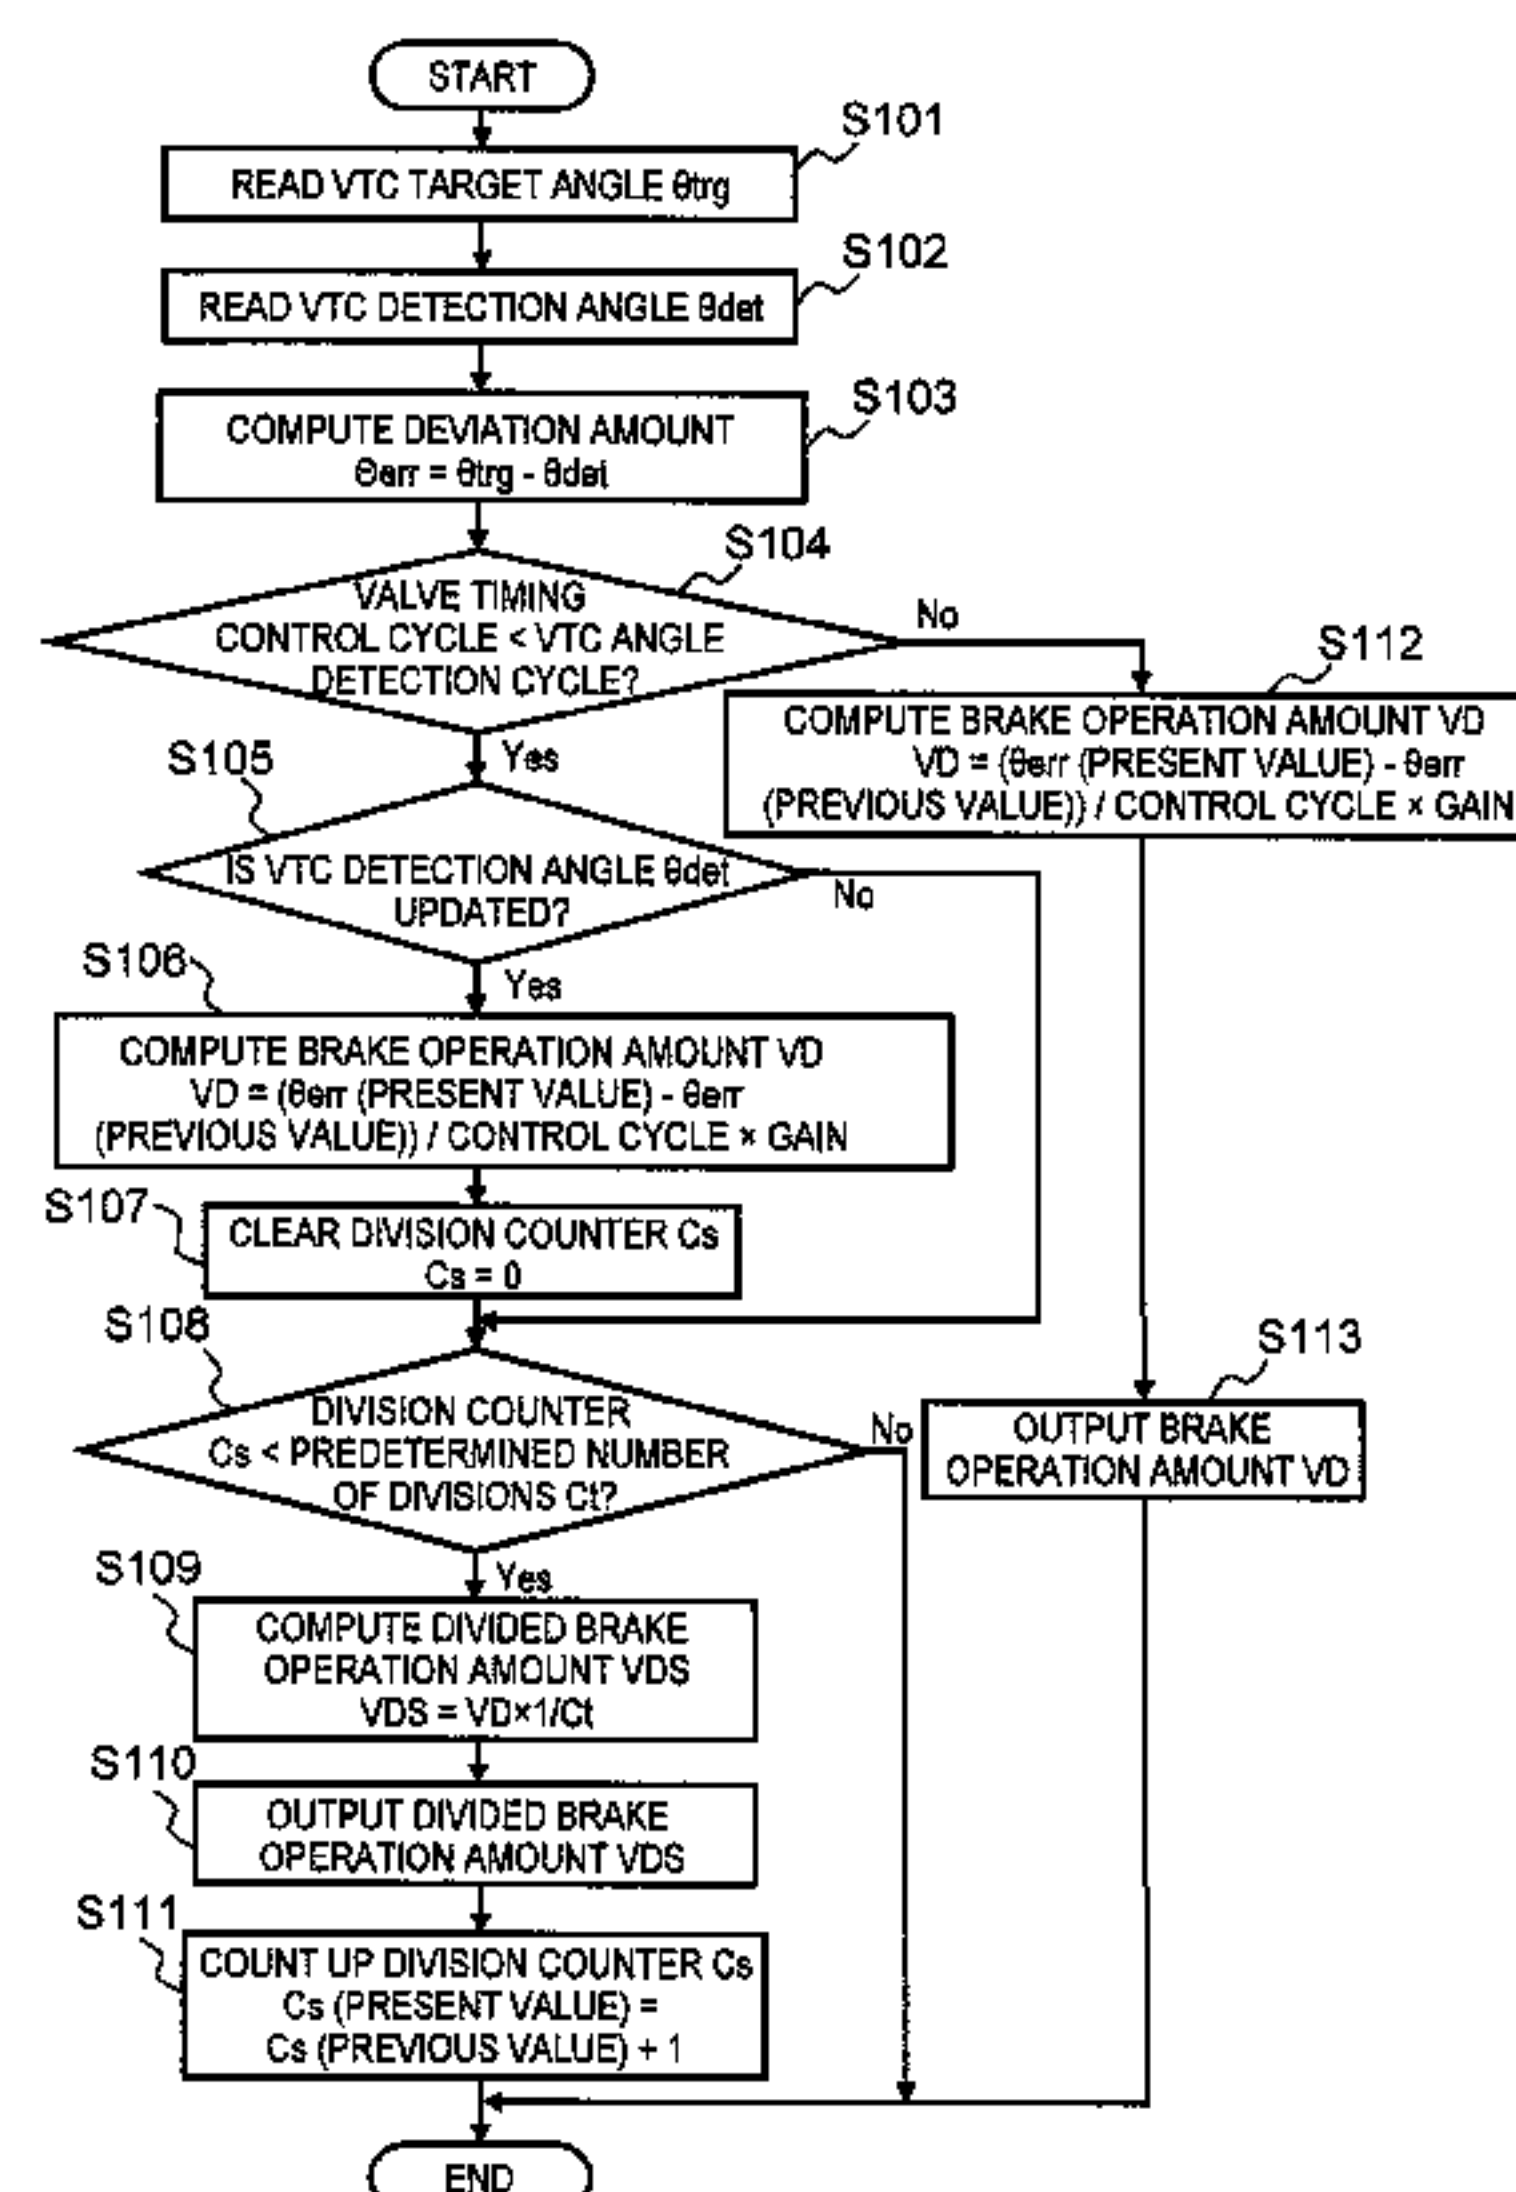 START
S101
READ VTC TARGET ANGLE θtrg
S102
READ VTC DETECTION ANGLE θdet
S103
COMPUTE DEVIATION AMOUNT
Θerr = θtrg - θdet
S104
VALVE TIMING
CONTROL CYCLE < VTC ANGLE
DETECTION CYCLE?
No
Yes
S112
COMPUTE BRAKE OPERATION AMOUNT VD
VD = (θerr (PRESENT VALUE) - θerr
(PREVIOUS VALUE)) / CONTROL CYCLE × GAIN
S105
IS VTC DETECTION ANGLE θdet
UPDATED?
No
Yes
S106
COMPUTE BRAKE OPERATION AMOUNT VD
VD = (θerr (PRESENT VALUE) - θerr
(PREVIOUS VALUE)) / CONTROL CYCLE × GAIN
S107
CLEAR DIVISION COUNTER Cs
Cs = 0
S108
DIVISION COUNTER
Cs < PREDETERMINED NUMBER
OF DIVISIONS Ct?
No
Yes
S113
OUTPUT BRAKE
OPERATION AMOUNT VD
S109
COMPUTE DIVIDED BRAKE
OPERATION AMOUNT VDS
VDS = VD×1/Ct
S110
OUTPUT DIVIDED BRAKE
OPERATION AMOUNT VDS
S111
COUNT UP DIVISION COUNTER Cs
Cs (PRESENT VALUE) =
Cs (PREVIOUS VALUE) + 1
END